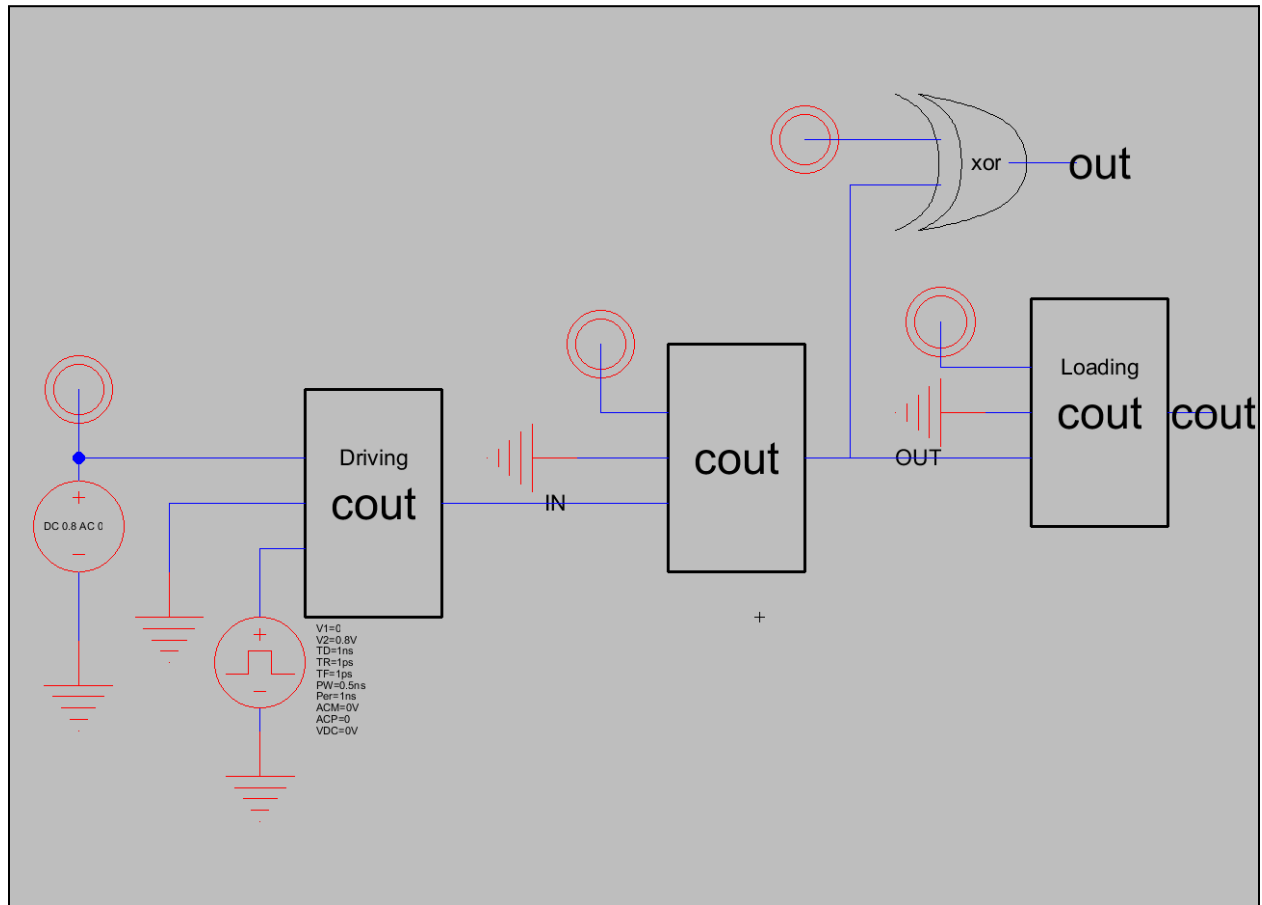 xor
out
Loading
cout
cout
Driving
cout
DC 0.8 AC 0
cout
IN
OUT
V1=0
V2=0.8V
TD=1ns
TR=1ps
TF=1ps
PW=0.5ns
Per=1ns
ACM=0V
ACP=0
VDC=0V